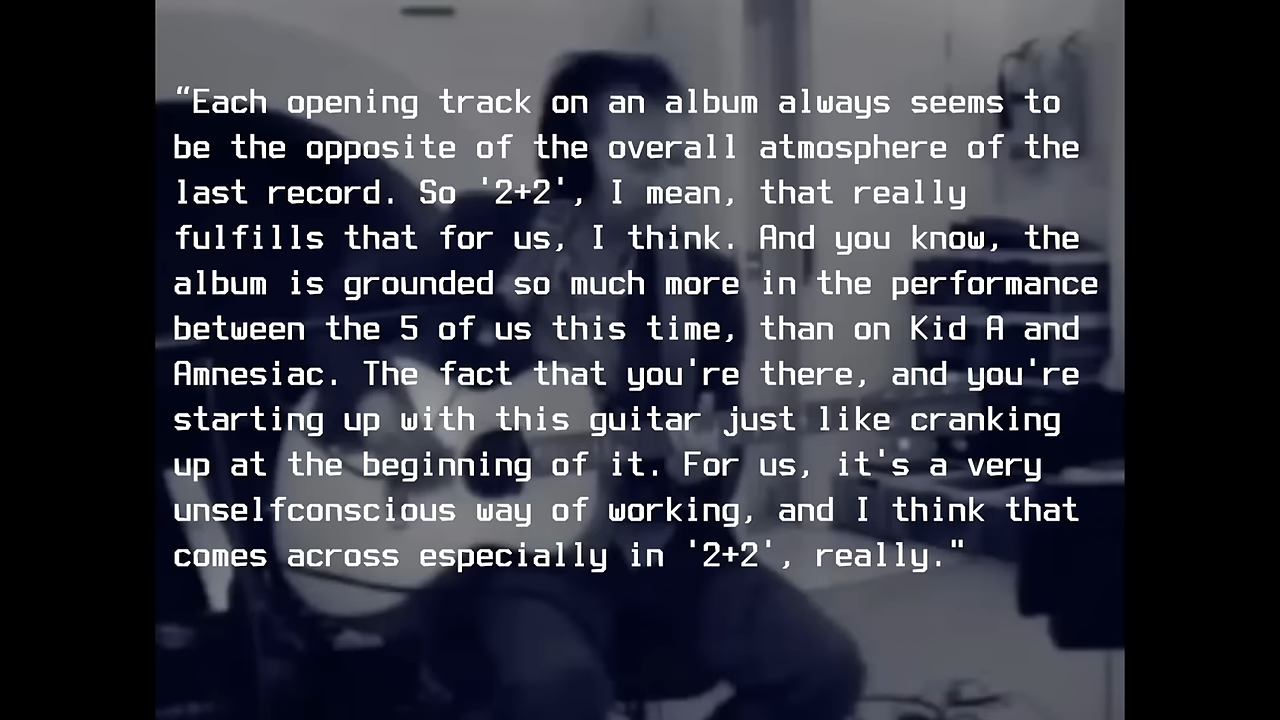 “Each opening track on an album always seems to
be the opposite of the overall atmosphere of the
last record. So '2+2', I mean, that really
fulfills that for us, I think. And you know, the
album is grounded so much more in the performance
between the 5 of us this time, than on Kid A and
Amnesiac. The fact that you're there, and you're
starting up with this guitar just like cranking
up at the beginning of it. For us, it's a very
unselfconscious way of working, and I think that
comes across especially in '2+2', really."